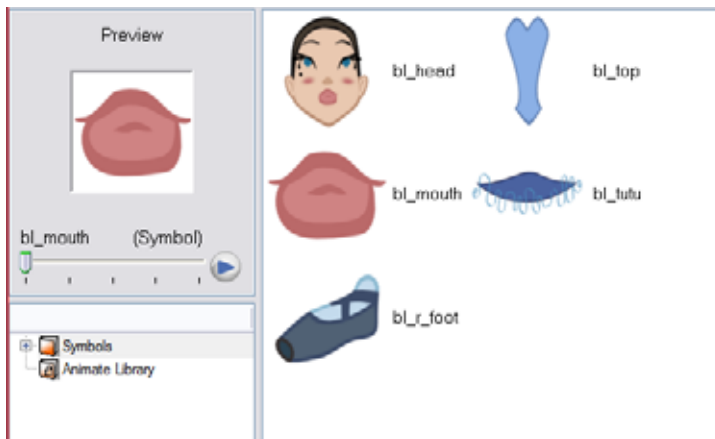 Preview
bl_mouth (Symbol)
Symbols
Animate Library
bl_head
bl_top
bl_mouth
bl_tutu
bl_r_foot